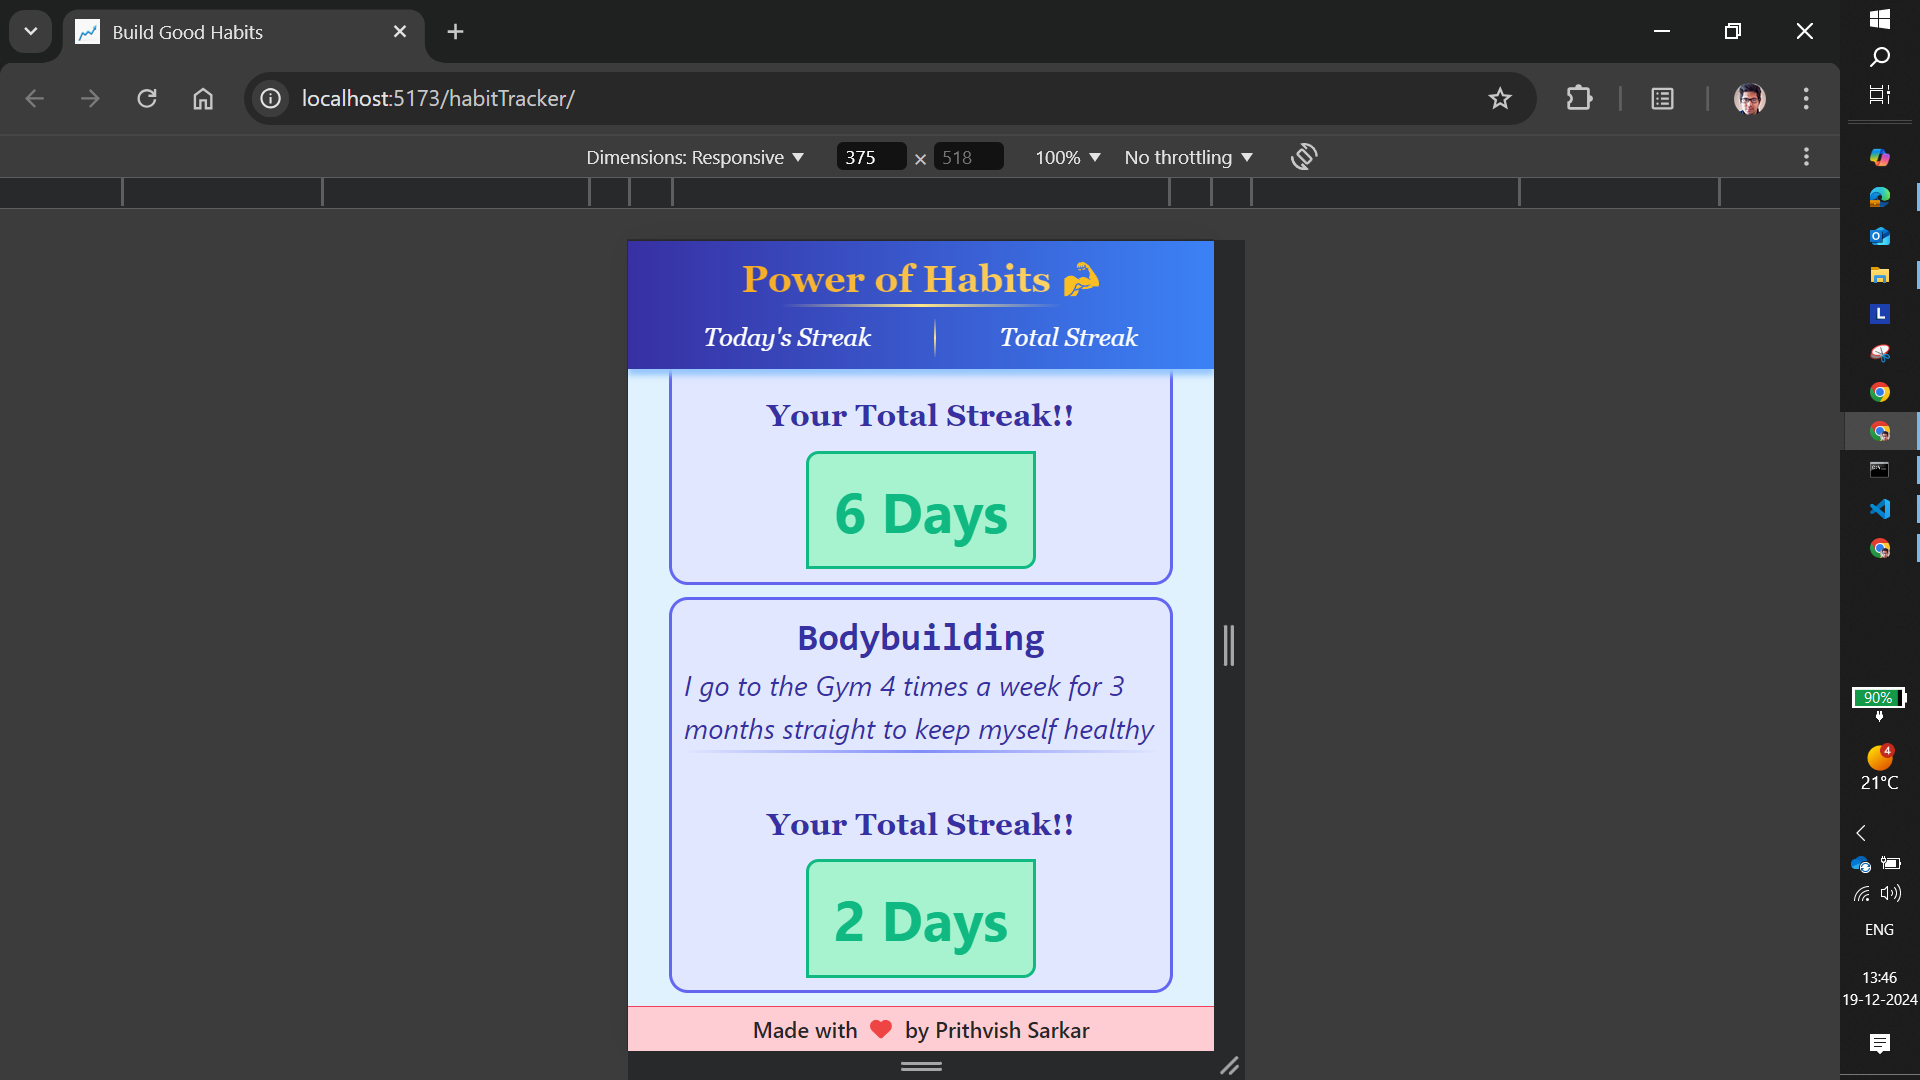 Build Good Habits
localhost:5173/habitTracker/
Dimensions: Responsive 375 × 518 100% No throttling
Power of Habits
Today's Streak Total Streak
Your Total Streak!!
6 Days
Bodybuilding
I go to the Gym 4 times a week for 3
months straight to keep myself healthy
Your Total Streak!!
2 Days
Made with by Prithvish Sarkar
L
90%
4
21°C
ENG
13:46
19-12-2024